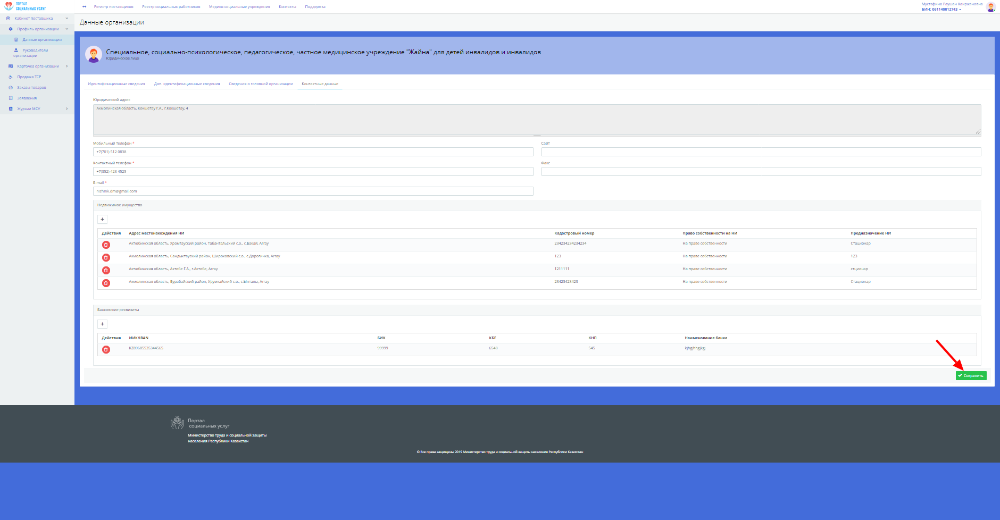 ПОРТАЛ
СОЦИАЛЬНЫХ УСЛУГ
Регистр поставщиков Реестр социальных работников Медико-социальные учреждения Контакты Поддержка
Мустафина Раушан Каиржановна
БИН: 061140012743
Кабинет поставщика
Профиль организации
Данные организации
Руководители
организации
Карточка организации
Продажа ТСР
Заказы товаров
Заявления
Журнал МСУ
Данные организации
Специальное, социально-психологическое, педагогическое, частное медицинское учреждение "Жайна" для детей инвалидов и инвалидов
Юридическое лицо
Идентификационные сведения Доп. идентификационные сведения Сведения о головной организации Контактные данные
Юридический адрес
Акмолинская область, Кокшетау Г.А., г.Кокшетау, 4
Мобильный телефон * Сайт
+7(701) 512 0838
Контактный телефон * Факс
+7(352) 423 4525
E-mail *
nizhnik.dm@gmail.com
Недвижимое имущество
+
Действия Адрес местонахождения НИ Кадастровый номер Право собственности на НИ Предназначение НИ
Актюбинская область, Хромтауский район, Табантальский с.о., с.Бакай, Array 234234234234234 На праве собственности Стационар
Акмолинская область, Сандыктауский район, Широковский с.о., с.Дорогинка, Array 123 На праве собственности 123
Актюбинская область, Актобе Г.А., г.Актобе, Array 1211111 На праве собственности стционар
Акмолинская область, Бурабайский район, Урумкайский с.о., с.Ынталы, Array 23423423423 На праве собственности Стационар
Банковские реквизиты
+
Действия ИИК/IBAN БИК КБЕ КНП Наименование банка
KZ89685535344565 99999 6548 545 kjhgjhhgjkgj
Сохранить
Портал
социальных услуг
Министерство труда и социальной защиты
населения Республики Казахстан
© Все права защищены 2019 Министерство труда и социальной защиты населения Республики Казахстан